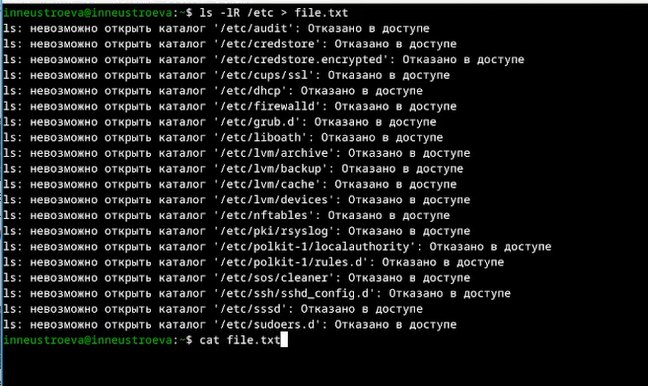 inneustroeva@inneustroeva:~$ ls -lR /etc > file.txt
ls: невозможно открыть каталог '/etc/audit': Отказано в доступе
ls: невозможно открыть каталог '/etc/credstore': Отказано в доступе
ls: невозможно открыть каталог '/etc/credstore.encrypted': Отказано в доступе
ls: невозможно открыть каталог '/etc/cups/ssl': Отказано в доступе
ls: невозможно открыть каталог '/etc/dhcp': Отказано в доступе
ls: невозможно открыть каталог '/etc/firewalld': Отказано в доступе
ls: невозможно открыть каталог '/etc/grub.d': Отказано в доступе
ls: невозможно открыть каталог '/etc/liboath': Отказано в доступе
ls: невозможно открыть каталог '/etc/lvm/archive': Отказано в доступе
ls: невозможно открыть каталог '/etc/lvm/backup': Отказано в доступе
ls: невозможно открыть каталог '/etc/lvm/cache': Отказано в доступе
ls: невозможно открыть каталог '/etc/lvm/devices': Отказано в доступе
ls: невозможно открыть каталог '/etc/nftables': Отказано в доступе
ls: невозможно открыть каталог '/etc/pki/rsyslog': Отказано в доступе
ls: невозможно открыть каталог '/etc/polkit-1/localauthority': Отказано в доступе
ls: невозможно открыть каталог '/etc/polkit-1/rules.d': Отказано в доступе
ls: невозможно открыть каталог '/etc/sos/cleaner': Отказано в доступе
ls: невозможно открыть каталог '/etc/ssh/sshd_config.d': Отказано в доступе
ls: невозможно открыть каталог '/etc/sssd': Отказано в доступе
ls: невозможно открыть каталог '/etc/sudoers.d': Отказано в доступе
inneustroeva@inneustroeva:~$ cat file.txt